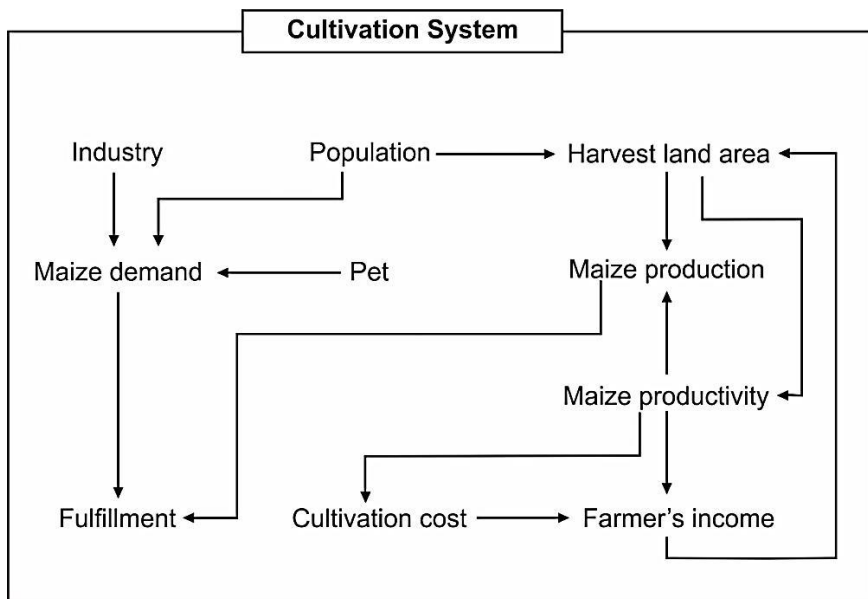 Cultivation System
Industry
Population
Harvest land area
Maize demand
Pet
Maize production
Maize productivity
Fulfillment
Cultivation cost
Farmer’s income